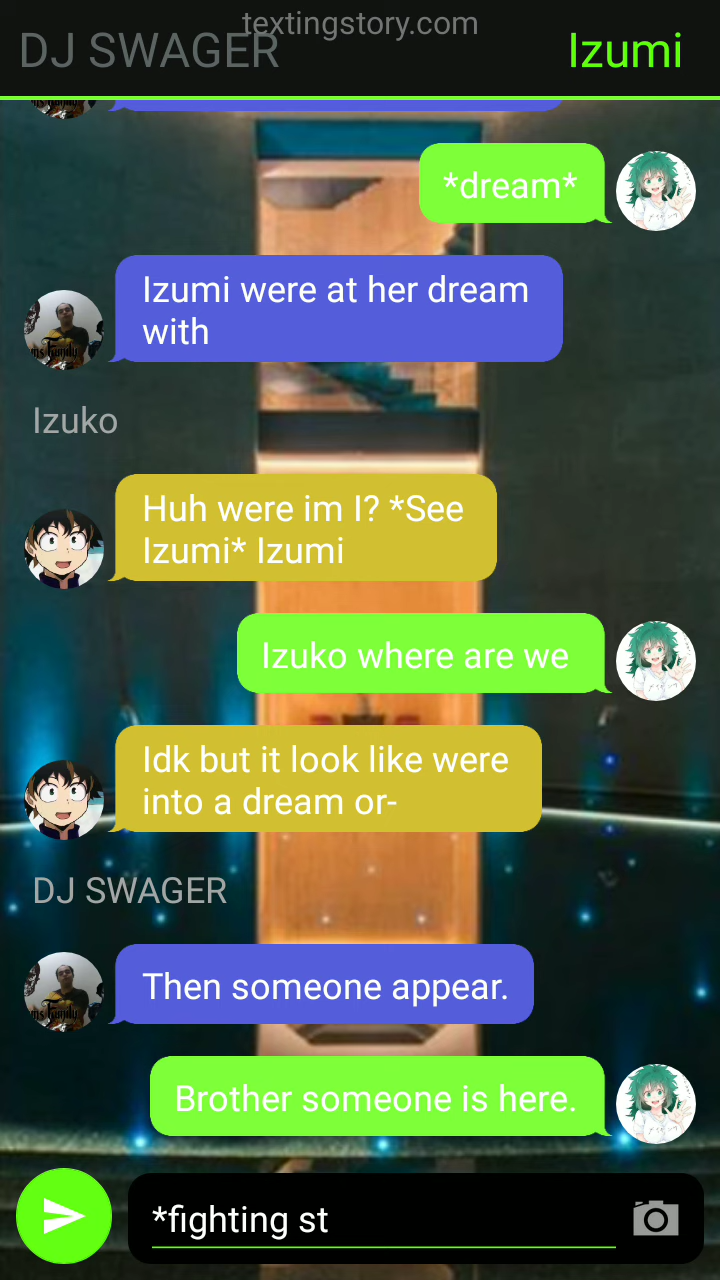 textingstory.com
DJ SWAGER
Izumi
*dream*
Izumi were at her dream
with
Izuko
Huh were im I? *See
Izumi* Izumi
Izuko where are we
Idk but it look like were
into a dream or-
DJ SWAGER
Then someone appear.
Brother someone is here.
*fighting st